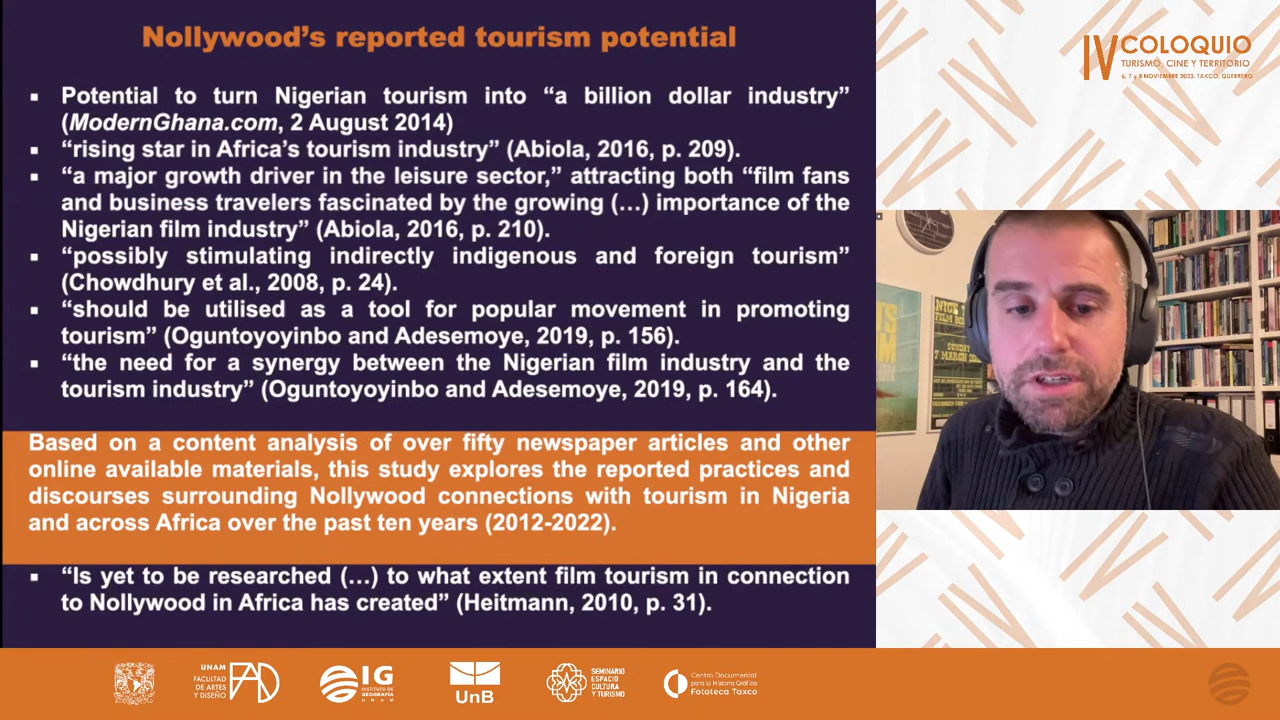 Nollywood's reported tourism potential
▪ Potential to turn Nigerian tourism into “a billion dollar industry”
(ModernGhana.com, 2 August 2014)
▪ “rising star in Africa’s tourism industry” (Abiola, 2016, p. 209).
▪ “a major growth driver in the leisure sector,” attracting both “film fans
and business travelers fascinated by the growing (…) importance of the
Nigerian film industry” (Abiola, 2016, p. 210).
▪ “possibly stimulating indirectly indigenous and foreign tourism”
(Chowdhury et al., 2008, p. 24).
▪ “should be utilised as a tool for popular movement in promoting
tourism” (Oguntoyoyinbo and Adesemoye, 2019, p. 156).
▪ “the need for a synergy between the Nigerian film industry and the
tourism industry” (Oguntoyoyinbo and Adesemoye, 2019, p. 164).
Based on a content analysis of over fifty newspaper articles and other
online available materials, this study explores the reported practices and
discourses surrounding Nollywood connections with tourism in Nigeria
and across Africa over the past ten years (2012-2022).
▪ “Is yet to be researched (…) to what extent film tourism in connection
to Nollywood in Africa has created” (Heitmann, 2010, p. 31).
IV COLOQUIO
TURISMO, CINE Y TERRITORIO
6, 7 y 8 NOVIEMBRE 2023. TAXCO, GUERRERO
NICK
FILM
SUNDAY
7 MARCH
UNAM
FACULTAD
DE ARTES
Y DISEÑO
FAD
IG
INSTITUTO DE
GEOGRAFÍA
UNAM
UnB
SEMINARIO
ESPACIO
CULTURA
Y TURISMO
Centro Documental
para la Historia Gráfica
Fototeca Taxco